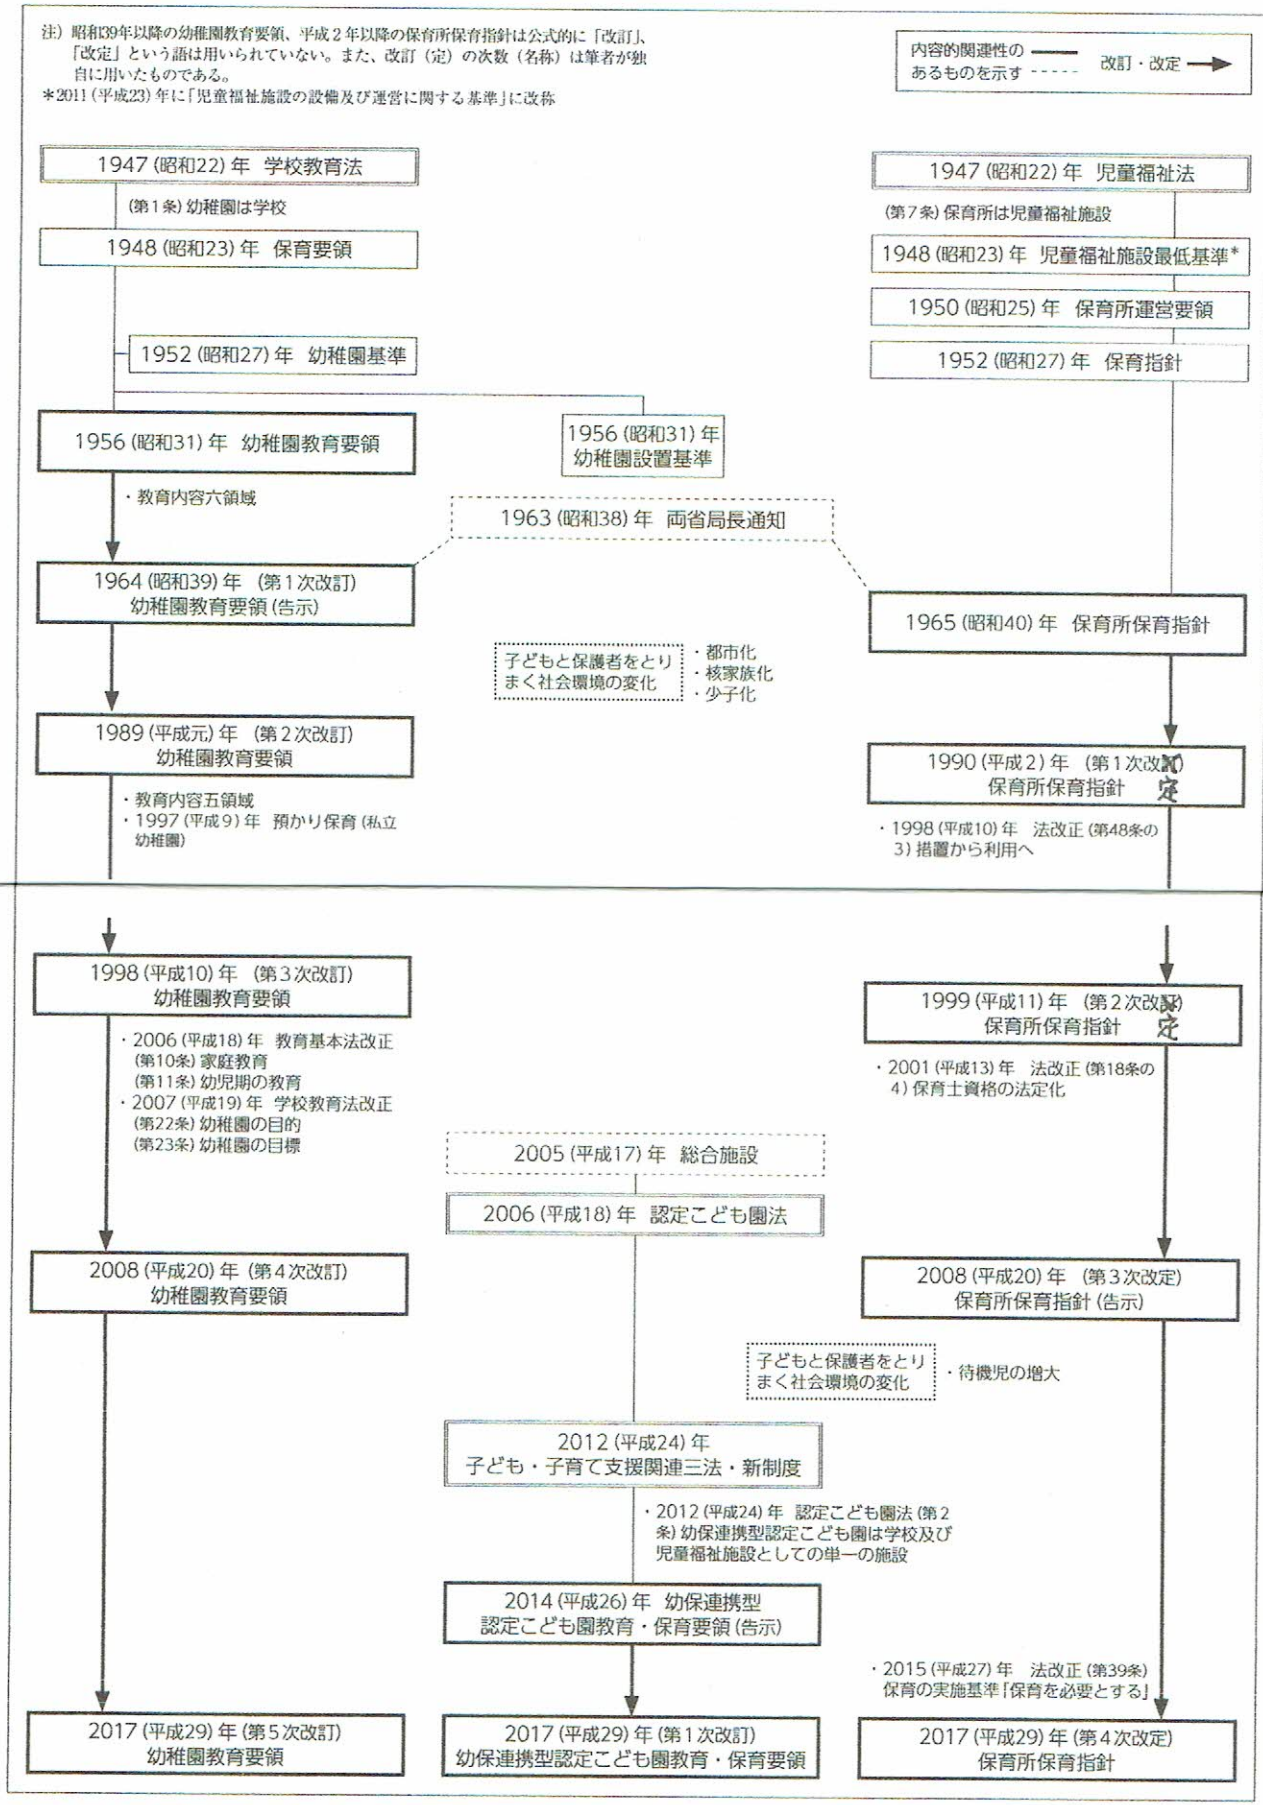 注）昭和39年以降の幼稚園教育要領、平成２年以降の保育所保育指針は公式的に「改訂」、
「改定」という語は用いられていない。また、改訂（定）の次数（名称）は筆者が独
自に用いたものである。
＊2011（平成23）年に「児童福祉施設の設備及び運営に関する基準」に改称
内容的関連性の
あるものを示す
改訂・改定
1947（昭和22）年 学校教育法
（第1条）幼稚園は学校
1948（昭和23）年 保育要領
1952（昭和27）年 幼稚園基準
1956（昭和31）年 幼稚園教育要領
1956（昭和31）年
幼稚園設置基準
・教育内容六領域
1947（昭和22）年 児童福祉法
（第7条）保育所は児童福祉施設
1948（昭和23）年 児童福祉施設最低基準＊
1950（昭和25）年 保育所運営要領
1952（昭和27）年 保育指針
1963（昭和38）年 両省局長通知
1964（昭和39）年 （第１次改訂）
幼稚園教育要領（告示）
1965（昭和40）年 保育所保育指針
子どもと保護者をとり
まく社会環境の変化
・都市化
・核家族化
・少子化
1989（平成元）年 （第２次改訂）
幼稚園教育要領
・教育内容五領域
・1997（平成９）年 預かり保育（私立
幼稚園）
1990（平成２）年 （第１次改訂）
保育所保育指針 定
・1998（平成10）年 法改正（第48条の
3）措置から利用へ
1998（平成10）年 （第３次改訂）
幼稚園教育要領
・2006（平成18）年 教育基本法改正
（第10条）家庭教育
（第11条）幼児期の教育
・2007（平成19）年 学校教育法改正
（第22条）幼稚園の目的
（第23条）幼稚園の目標
1999（平成11）年 （第２次改訂）
保育所保育指針 定
・2001（平成13）年 法改正（第18条の
4）保育士資格の法定化
2005（平成17）年 総合施設
2006（平成18）年 認定こども園法
2008（平成20）年（第４次改訂）
幼稚園教育要領
2008（平成20）年 （第３次改定）
保育所保育指針（告示）
子どもと保護者をとり
まく社会環境の変化
・待機児の増大
2012（平成24）年
子ども・子育て支援関連三法・新制度
・2012（平成24）年 認定こども園法（第２
条）幼保連携型認定こども園は学校及び
児童福祉施設としての単一の施設
2014（平成26）年 幼保連携型
認定こども園教育・保育要領（告示）
・2015（平成27）年 法改正（第39条）
保育の実施基準「保育を必要とする」
2017（平成29）年（第５次改訂）
幼稚園教育要領
2017（平成29）年（第１次改訂）
幼保連携型認定こども園教育・保育要領
2017（平成29）年（第４次改定）
保育所保育指針